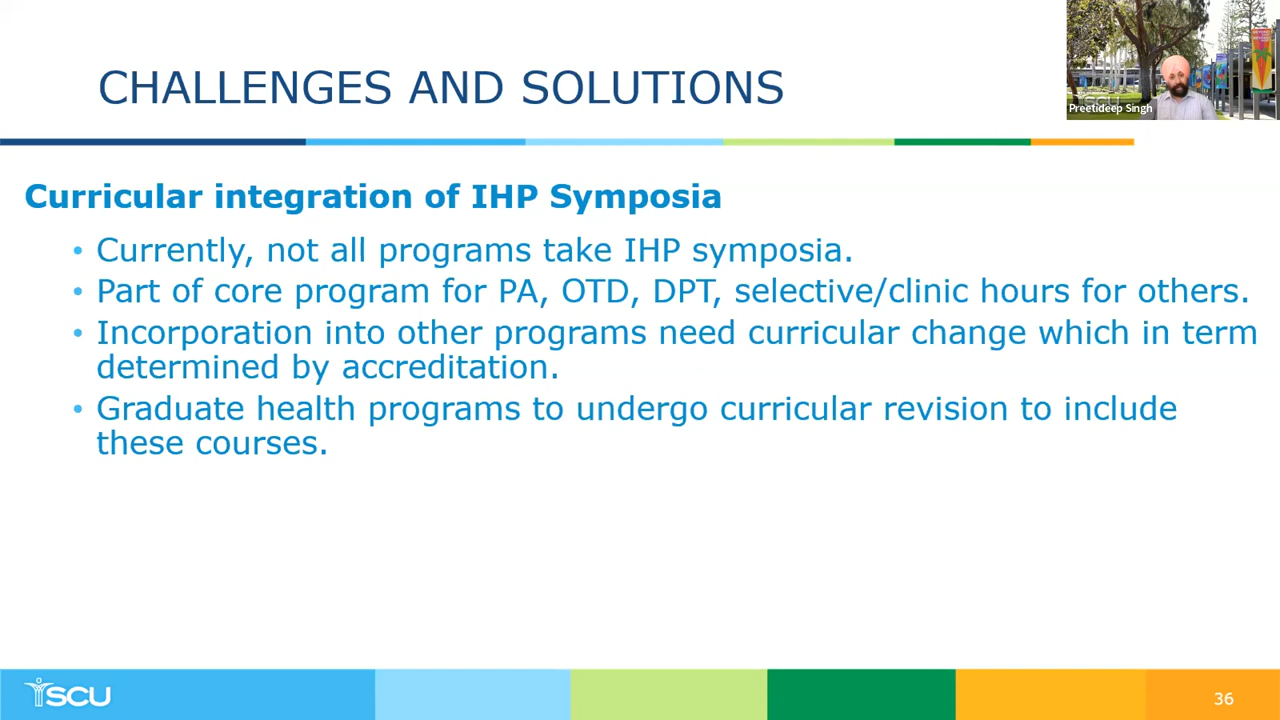 CHALLENGES AND SOLUTIONS
Preetideep Singh
Curricular integration of IHP Symposia
• Currently, not all programs take IHP symposia.
• Part of core program for PA, OTD, DPT, selective/clinic hours for others.
• Incorporation into other programs need curricular change which in term
determined by accreditation.
• Graduate health programs to undergo curricular revision to include
these courses.
SCU
36